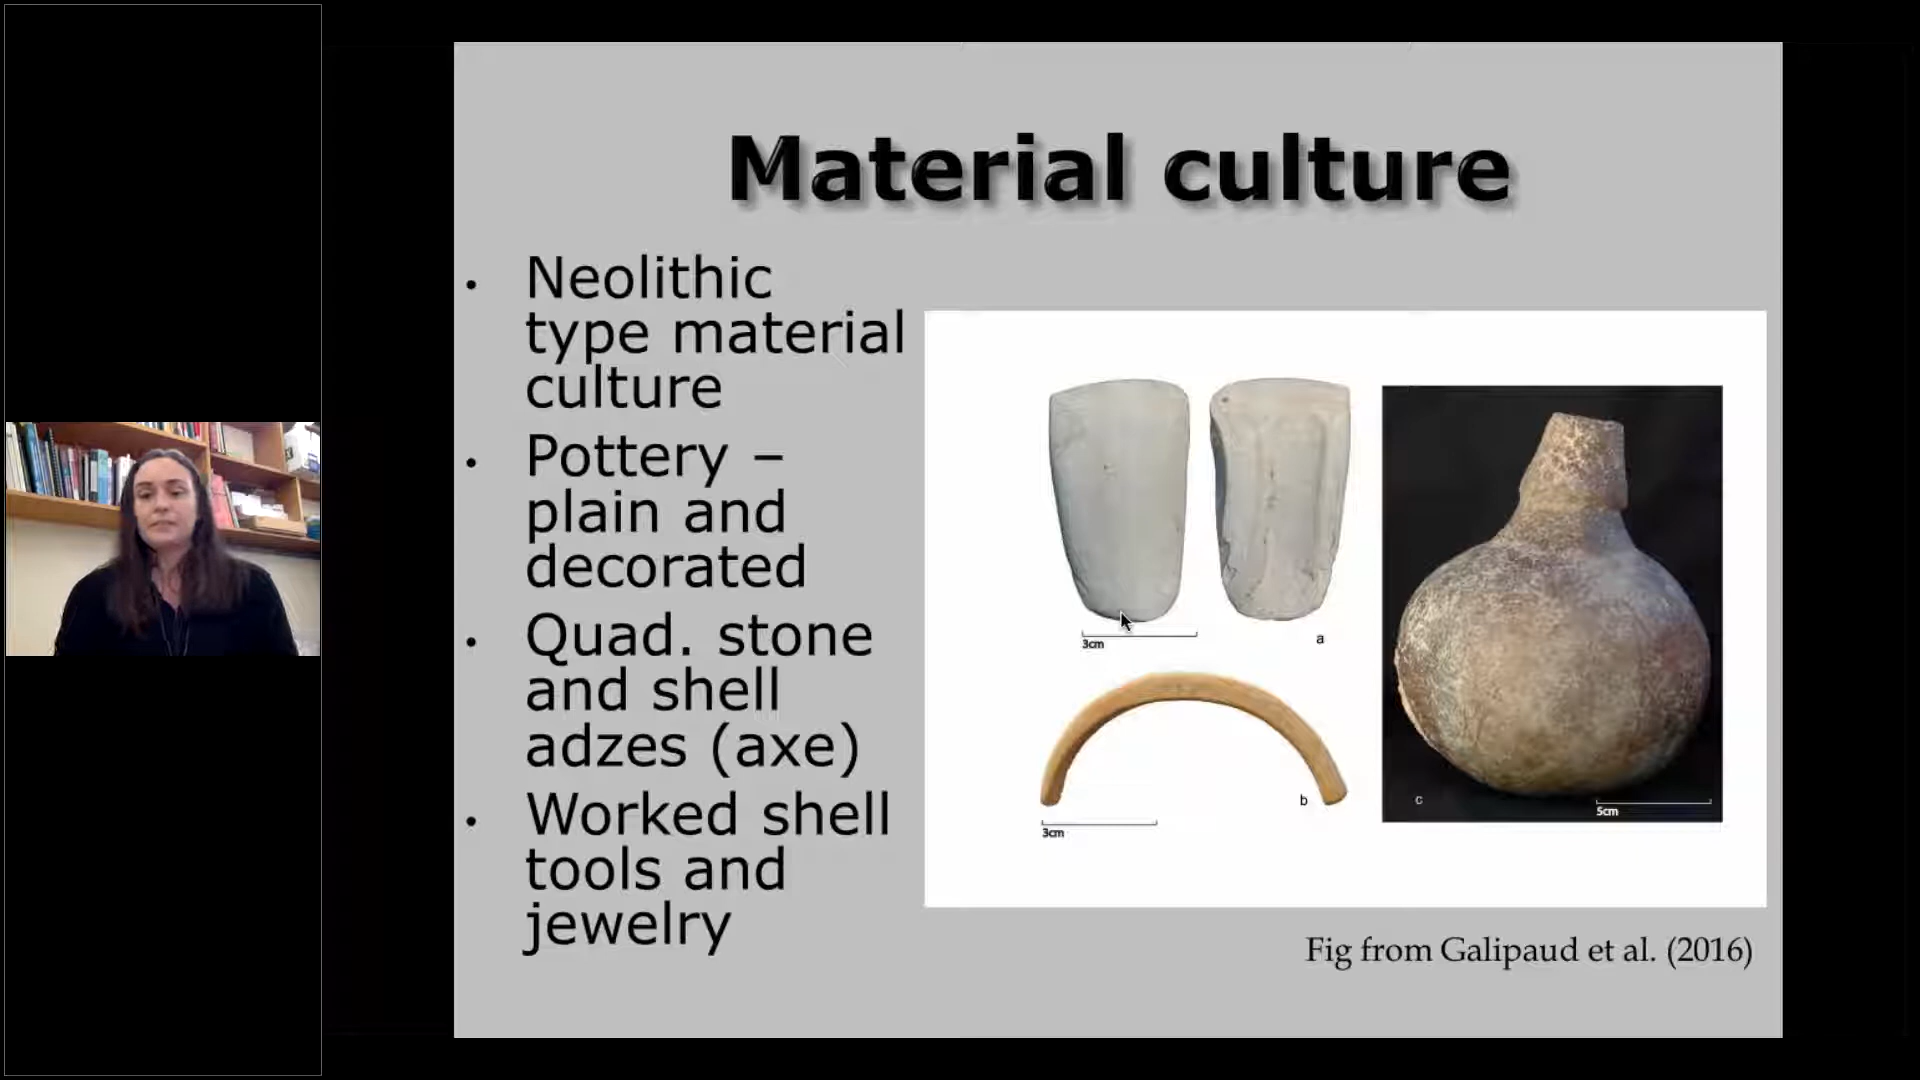 Material culture
• Neolithic
type material
culture
• Pottery –
plain and
decorated
• Quad. stone
and shell
adzes (axe)
• Worked shell
tools and
jewelry
3cm
a
b
3cm
c
5cm
Fig from Galipaud et al. (2016)